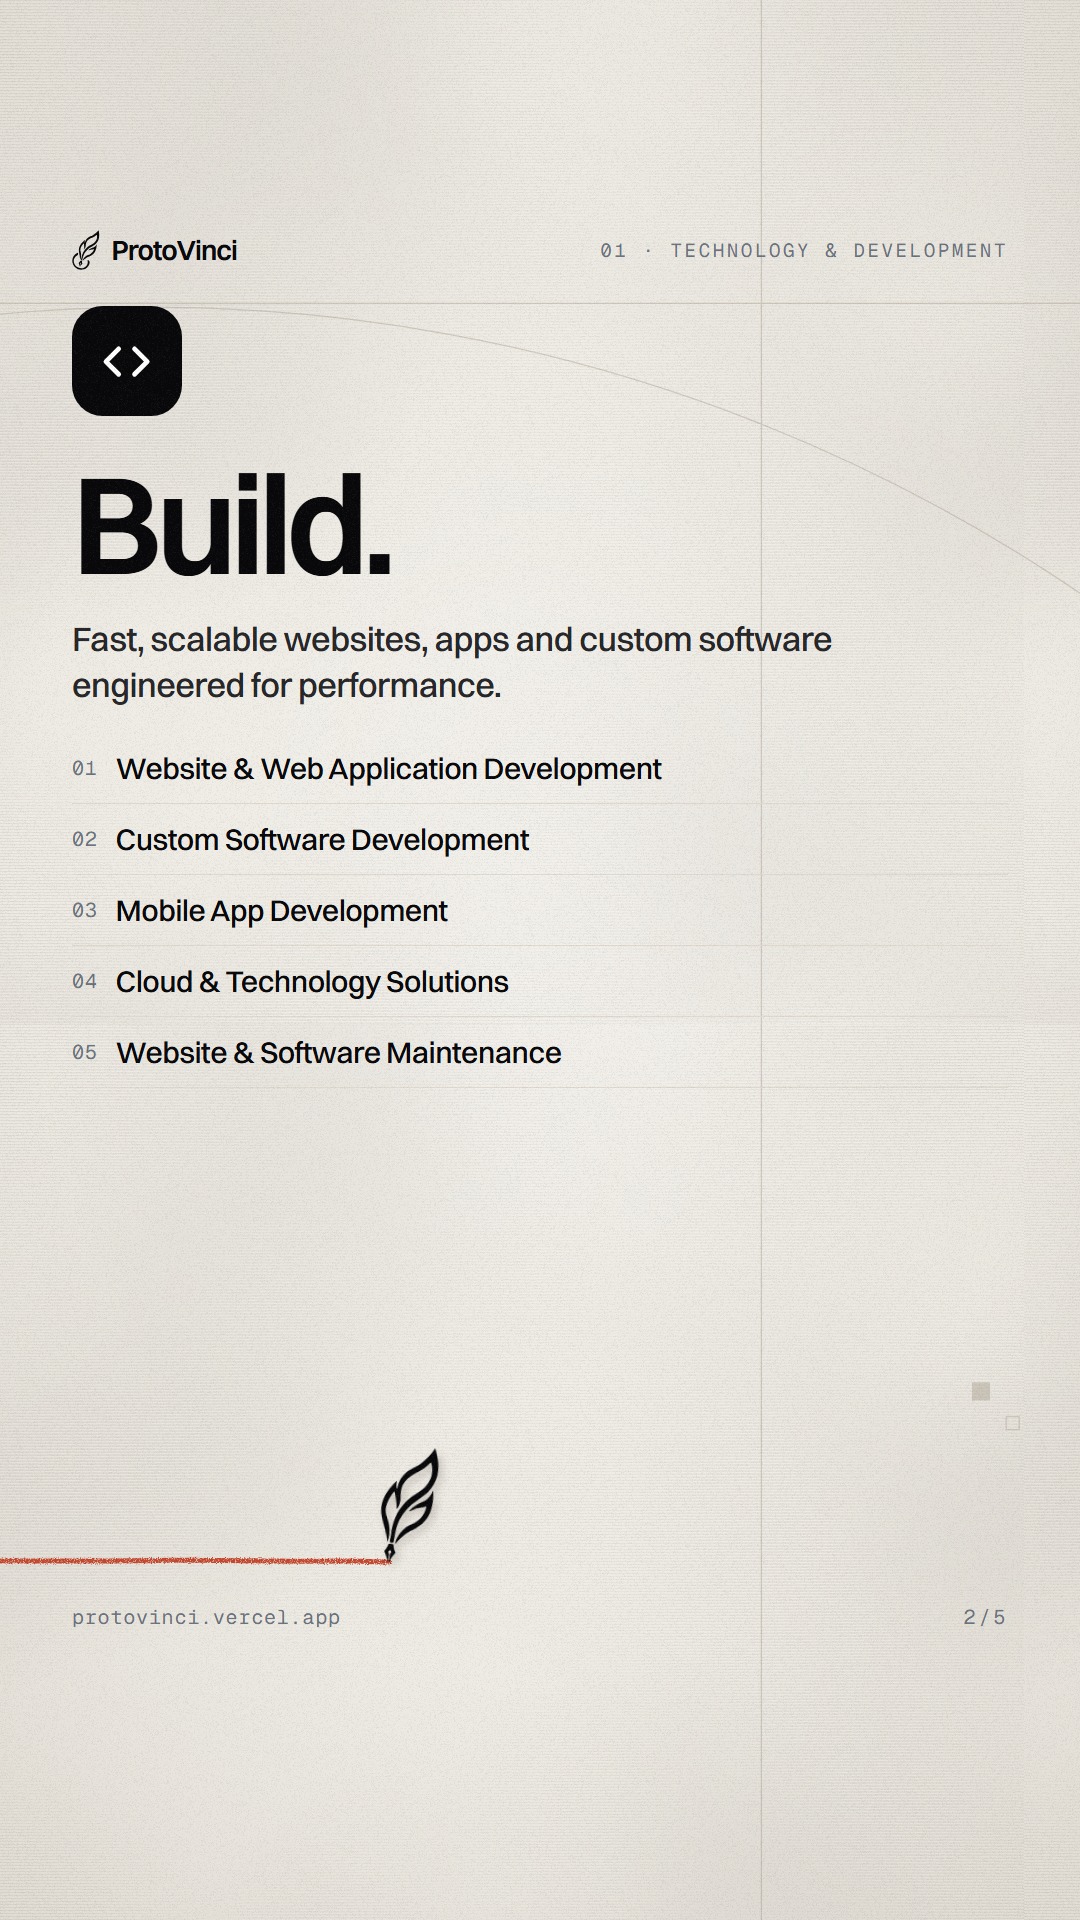 ProtoVinci
01 · TECHNOLOGY & DEVELOPMENT
Build.
Fast, scalable websites, apps and custom software
engineered for performance.
01 Website & Web Application Development
02 Custom Software Development
03 Mobile App Development
04 Cloud & Technology Solutions
05 Website & Software Maintenance
protovinci.vercel.app
2/5